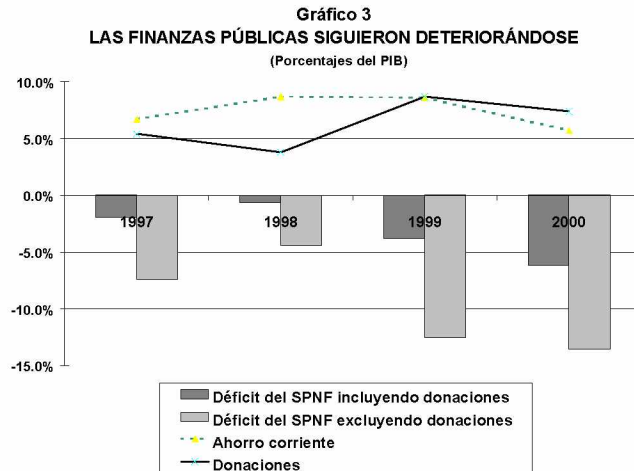 Gráfico 3
LAS FINANZAS PÚBLICAS SIGUIERON DETERIORÁNDOSE
(Porcentajes del PIB)
10.0%
5.0%
0.0%
1997 1998 1999 2000
-5.0%
-10.0%
-15.0%
Déficit del SPNF incluyendo donaciones
Déficit del SPNF excluyendo donaciones
Ahorro corriente
Donaciones